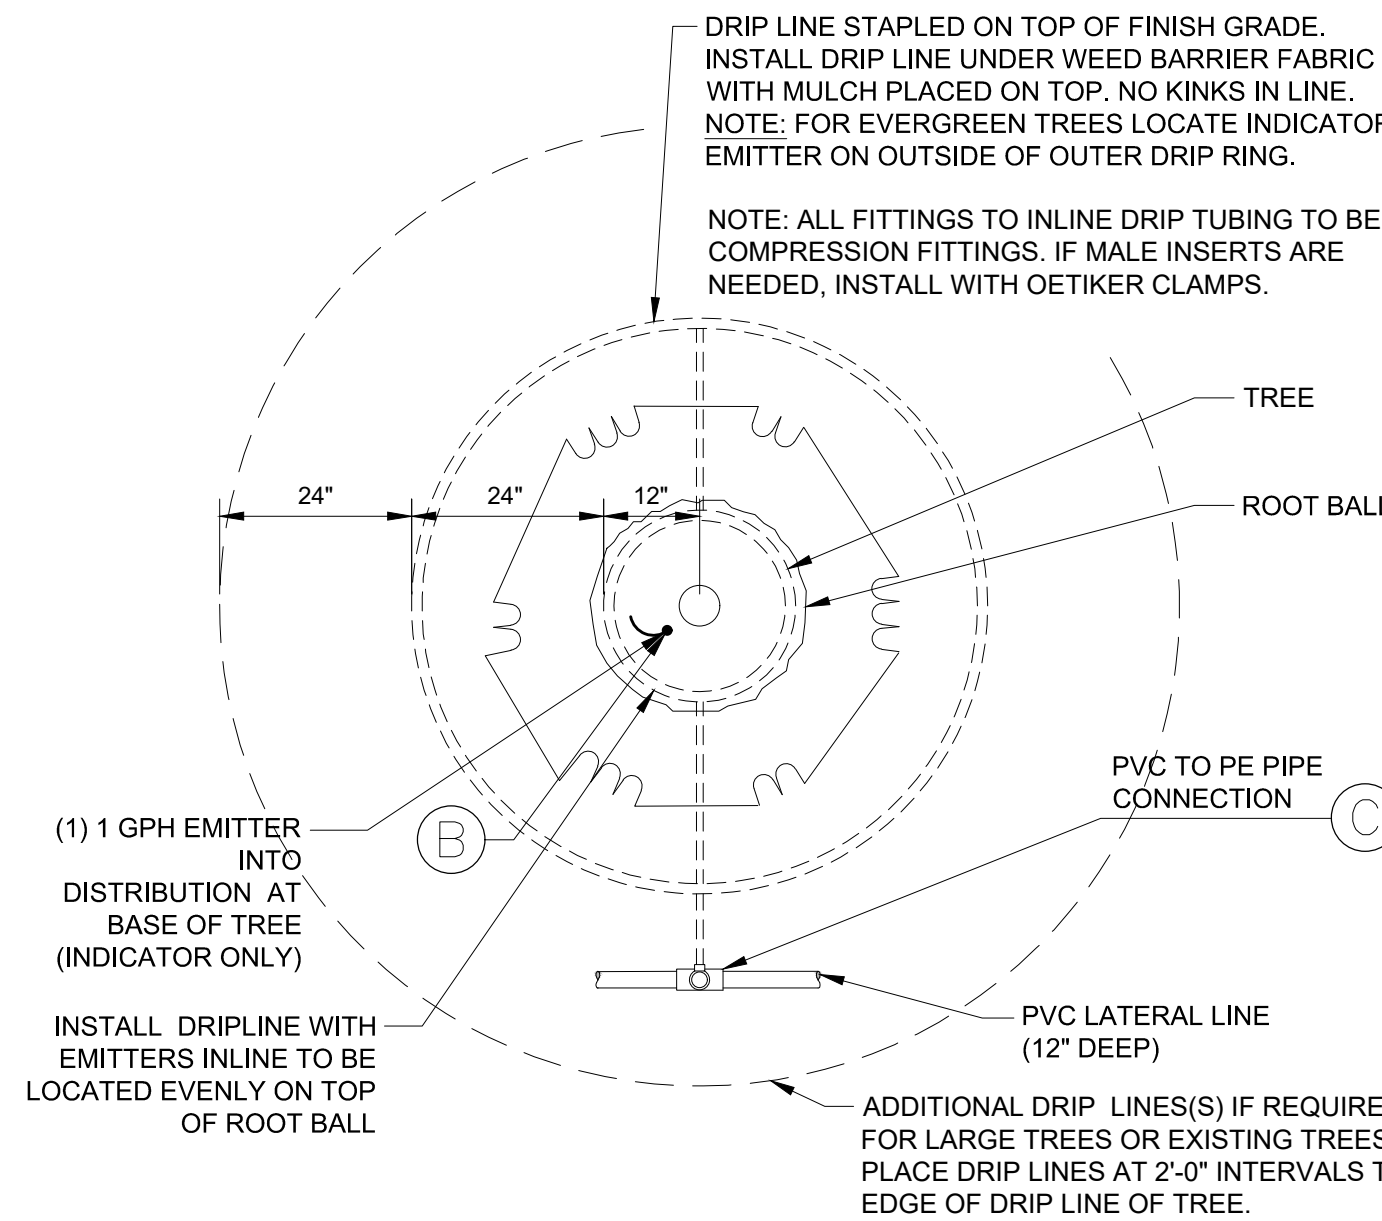 DRIP LINE STAPLED ON TOP OF FINISH GRADE.
INSTALL DRIP LINE UNDER WEED BARRIER FABRIC
WITH MULCH PLACED ON TOP. NO KINKS IN LINE.
NOTE: FOR EVERGREEN TREES LOCATE INDICATOR
EMITTER ON OUTSIDE OF OUTER DRIP RING.
NOTE: ALL FITTINGS TO INLINE DRIP TUBING TO BE
COMPRESSION FITTINGS. IF MALE INSERTS ARE
NEEDED, INSTALL WITH OETIKER CLAMPS.
TREE
24" 24" 12"
ROOT BALL
PVC TO PE PIPE
CONNECTION
C
B
(1) 1 GPH EMITTER
INTO
DISTRIBUTION AT
BASE OF TREE
(INDICATOR ONLY)
INSTALL DRIPLINE WITH
EMITTERS INLINE TO BE
LOCATED EVENLY ON TOP
OF ROOT BALL
PVC LATERAL LINE
(12" DEEP)
ADDITIONAL DRIP LINES(S) IF REQUIRE
FOR LARGE TREES OR EXISTING TREES
PLACE DRIP LINES AT 2'-0" INTERVALS T
EDGE OF DRIP LINE OF TREE.